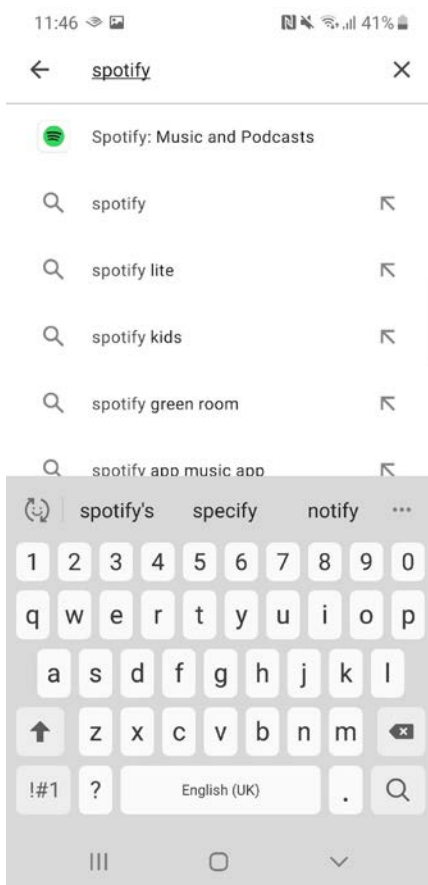 11:46 41%
spotify
Spotify: Music and Podcasts
spotify
spotify lite
spotify kids
spotify green room
spotify app music app
spotify's specify notify
1 2 3 4 5 6 7 8 9 0
q w e r t y u i o p
a s d f g h j k l
z x c v b n m
!#1 ? English (UK) .